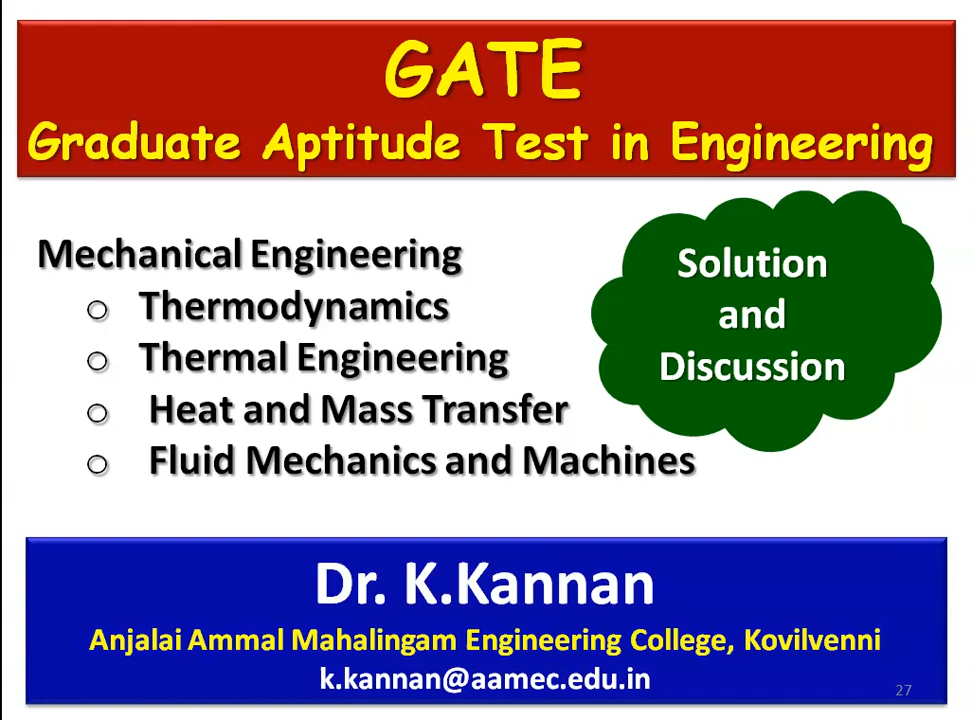 GATE
Graduate Aptitude Test in Engineering
Mechanical Engineering
o Thermodynamics
o Thermal Engineering
o Heat and Mass Transfer
o Fluid Mechanics and Machines
Solution
and
Discussion
Dr. K.Kannan
Anjalai Ammal Mahalingam Engineering College, Kovilvenni
k.kannan@aamec.edu.in
27